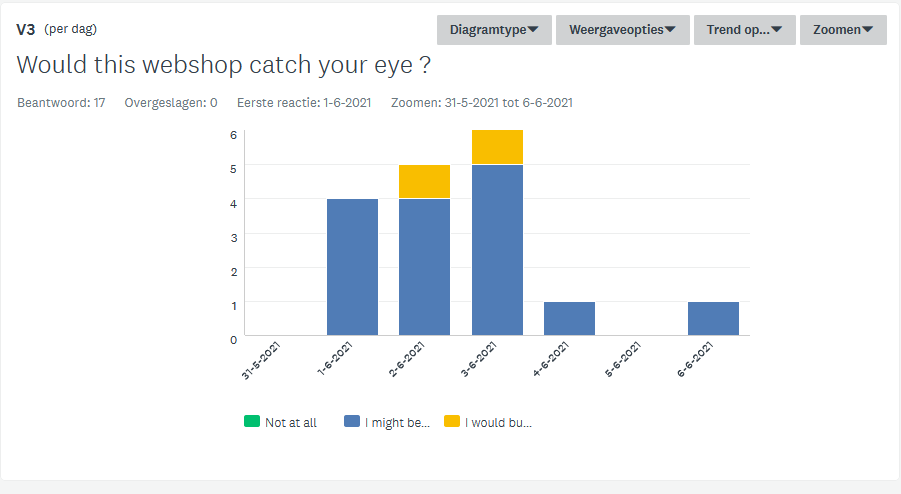 V3 (per dag)
Diagramtype Weergaveopties Trend op... Zoomen
Would this webshop catch your eye ?
Beantwoord: 17 Overgeslagen: 0 Eerste reactie: 1-6-2021 Zoomen: 31-5-2021 tot 6-6-2021
6
5
4
3
2
1
0
31-5-2021 1-6-2021 2-6-2021 3-6-2021 4-6-2021 5-6-2021 6-6-2021
Not at all I might be... I would bu...